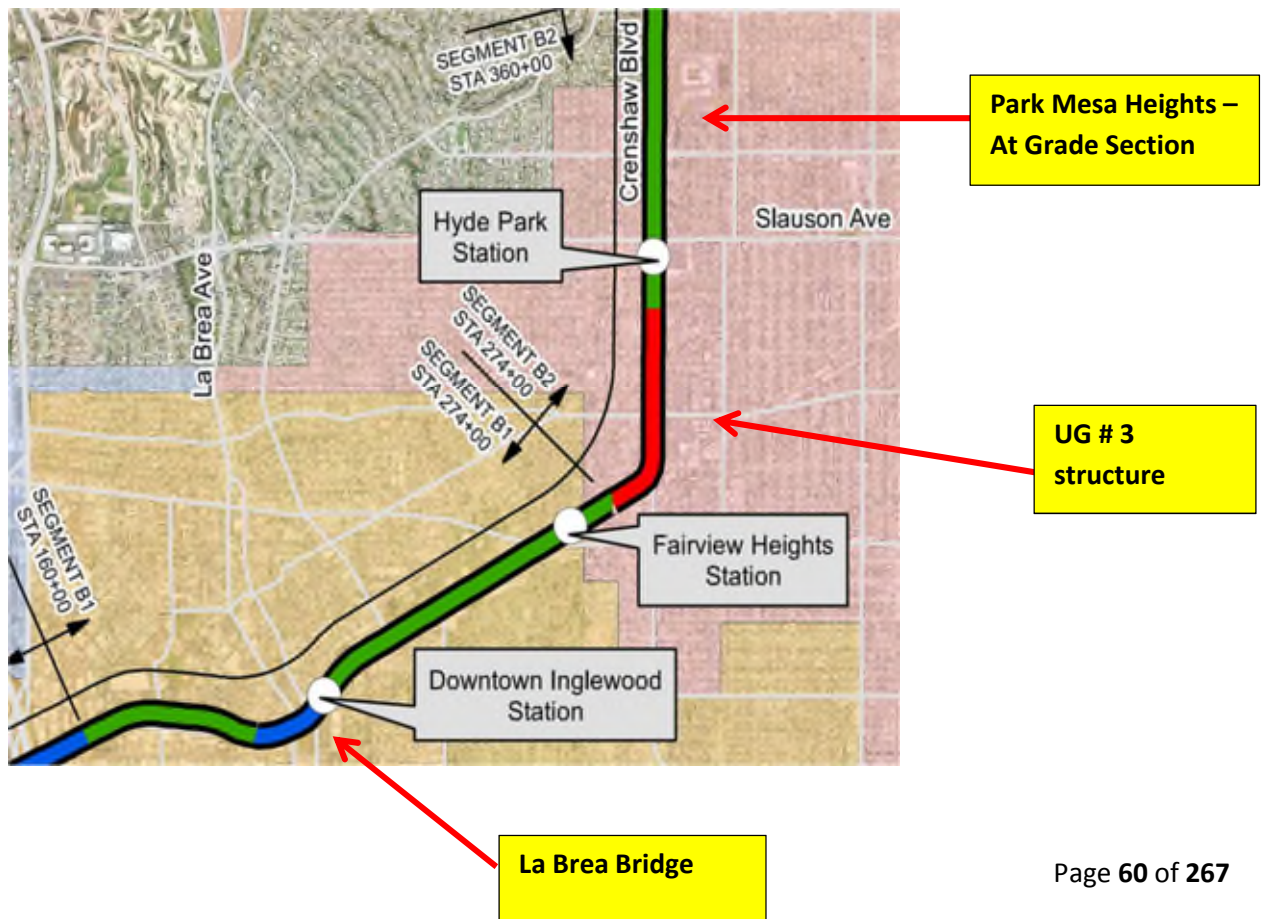 SEGMENT B2
STA 360+00
Crenshaw Blvd
Park Mesa Heights –
At Grade Section
Hyde Park
Station
Slauson Ave
La Brea Ave
SEGMENT B2
STA 274+00
SEGMENT B1
STA 274+00
UG # 3
structure
SEGMENT B1
STA 160+00
Fairview Heights
Station
Downtown Inglewood
Station
La Brea Bridge
Page 60 of 267